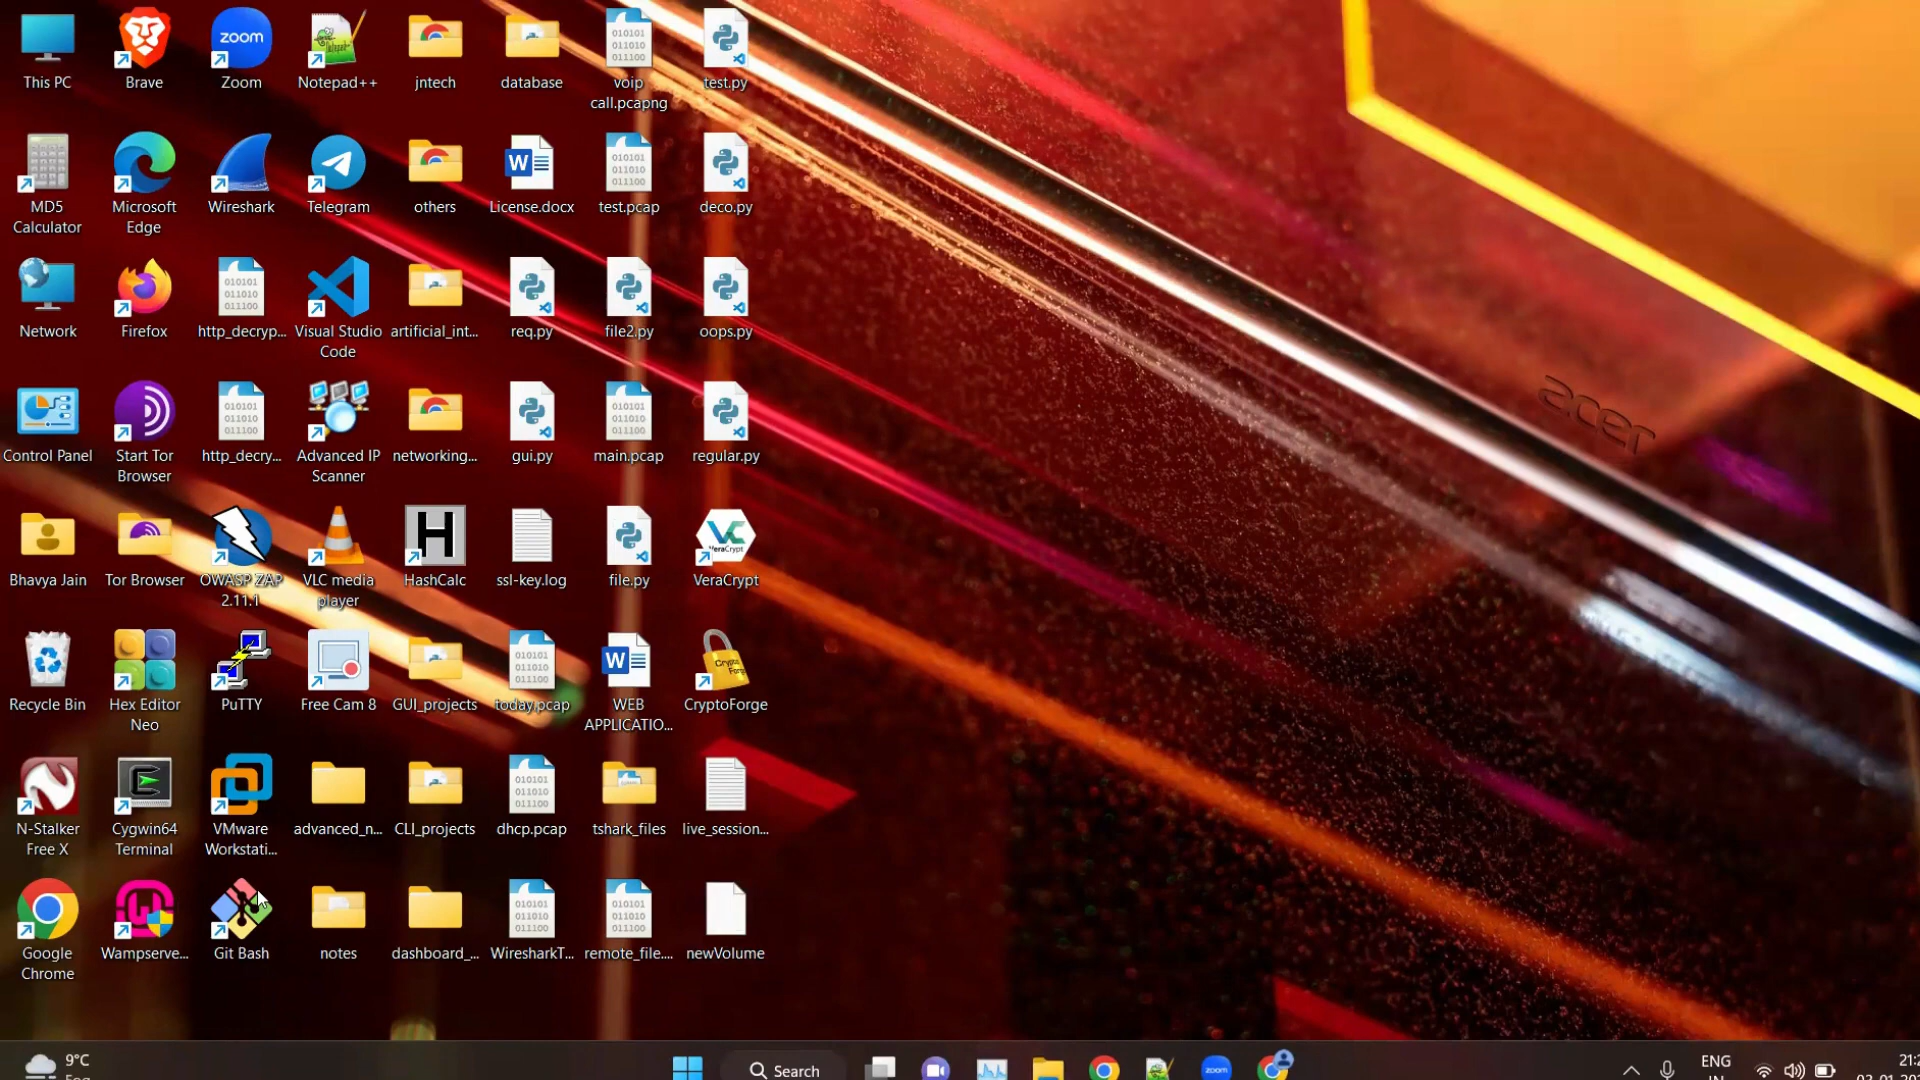 This PC
Brave
zoom
Zoom
Notepad++
jntech
database
voip
call.pcapng
test.py
MD5
Calculator
Microsoft
Edge
Wireshark
Telegram
others
License.docx
test.pcap
deco.py
Network
Firefox
http_decryp...
Visual Studio
Code
artificial_int...
req.py
file2.py
oops.py
Control Panel
Start Tor
Browser
http_decry...
Advanced IP
Scanner
networking...
gui.py
main.pcap
regular.py
acer
Bhavya Jain
Tor Browser
OWASP ZAP
2.11.1
VLC media
player
H
HashCalc
ssl-key.log
file.py
VeraCrypt
VeraCrypt
Recycle Bin
Hex Editor
Neo
PuTTY
Free Cam 8
GUI_projects
today.pcap
WEB
APPLICATIO...
Crypto
Forge
CryptoForge
N-Stalker
Free X
Cygwin64
Terminal
VMware
Workstati...
advanced_n...
CLI_projects
dhcp.pcap
tshark_files
live_session...
Google
Chrome
Wampserve...
Git Bash
notes
dashboard_...
WiresharkT...
remote_file....
newVolume
9°C
Search
zoom
ENG
IN